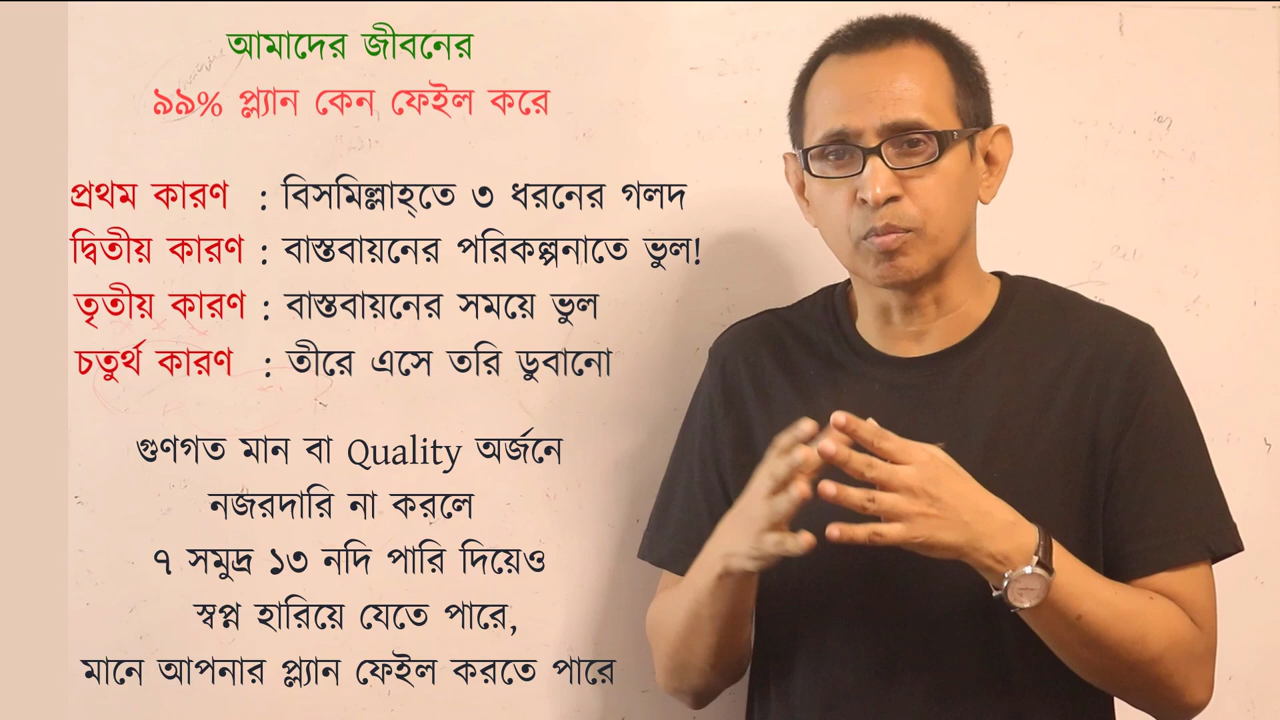 আমাদের জীবনের
৯৯% প্ল্যান কেন ফেইল করে
প্রথম কারণ : বিসমিল্লাহ্‌তে ৩ ধরনের গলদ
দ্বিতীয় কারণ : বাস্তবায়নের পরিকল্পনাতে ভুল!
তৃতীয় কারণ : বাস্তবায়নের সময়ে ভুল
চতুর্থ কারণ : তীরে এসে তরি ডুবানো
গুণগত মান বা Quality অর্জনে
নজরদারি না করলে
৭ সমুদ্র ১৩ নদি পারি দিয়েও
স্বপ্ন হারিয়ে যেতে পারে,
মানে আপনার প্ল্যান ফেইল করতে পারে